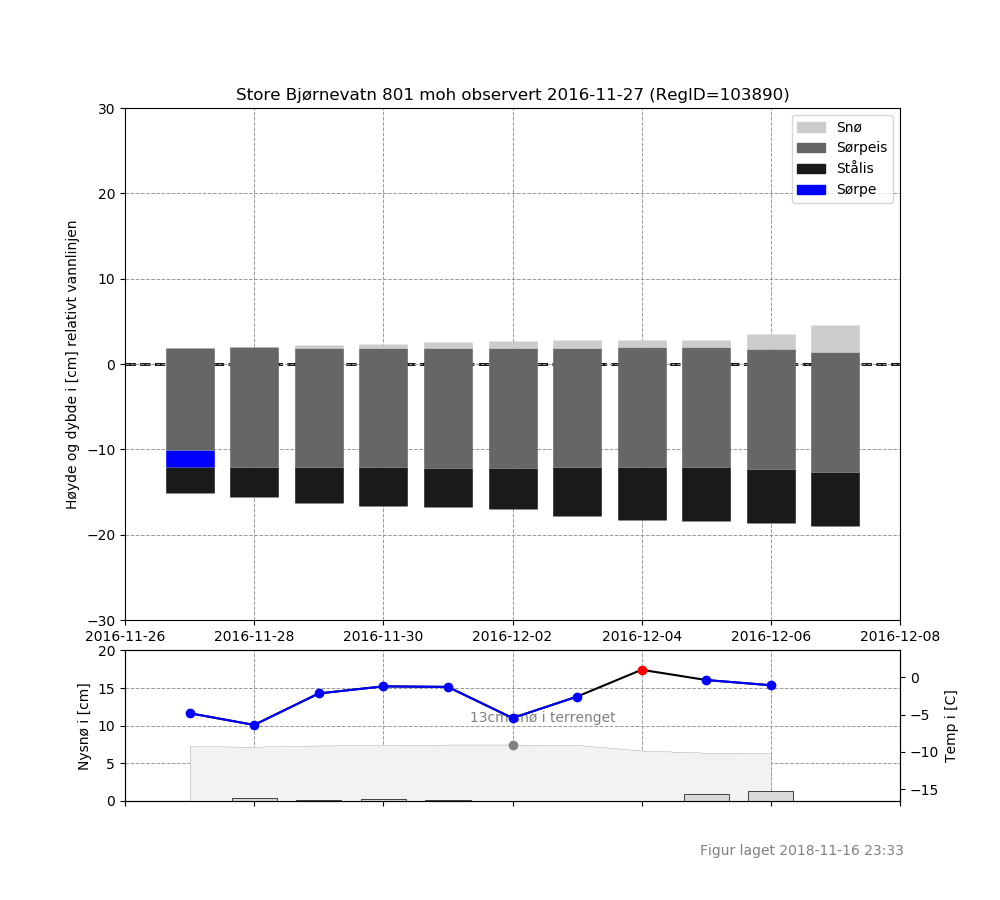 Store Bjørnevatn 801 moh observert 2016-11-27 (RegID=103890)
Høyde og dybde i [cm] relativt vannlinjen
30
20
10
0
−10
−20
−30
Snø
Sørpeis
Stålis
Sørpe
2016-11-26 2016-11-28 2016-11-30 2016-12-02 2016-12-04 2016-12-06 2016-12-08
Nysnø i [cm]
20
15
10
5
0
13cm snø i terrenget
0
−5
−10
−15
Temp i [C]
Figur laget 2018-11-16 23:33